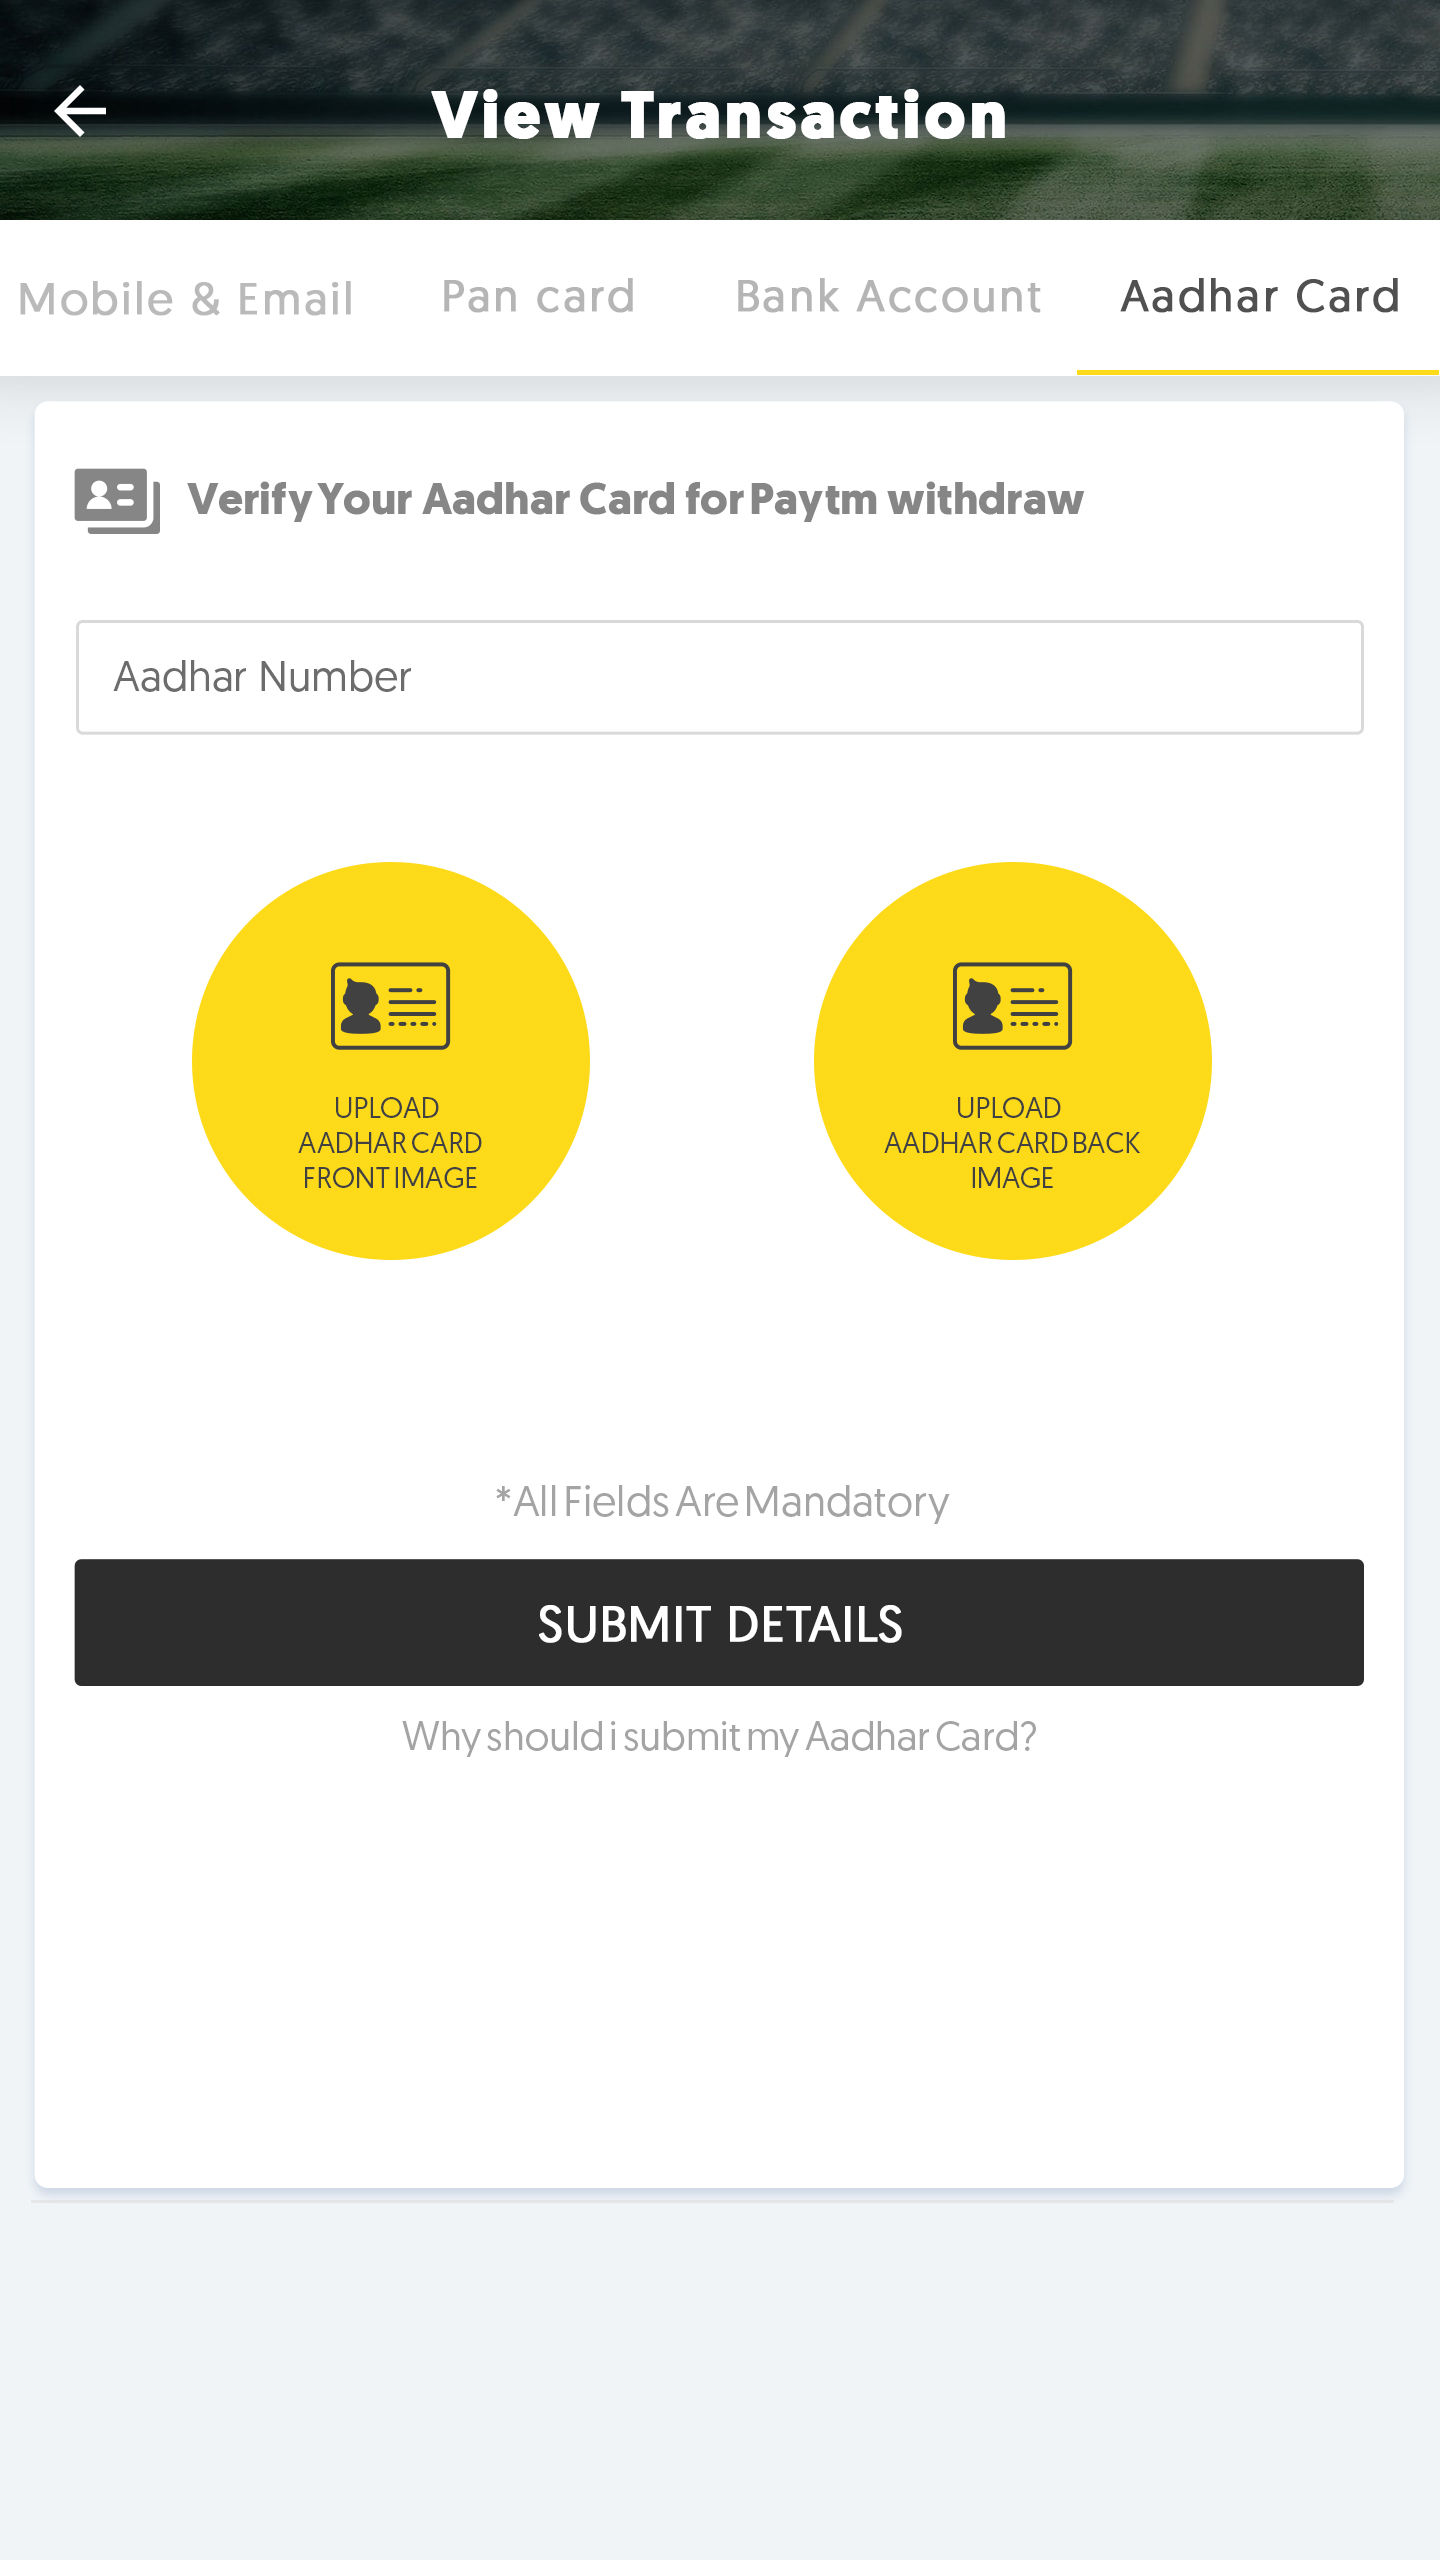 View Transaction
Mobile & Email
Pan card
Bank Account
Aadhar Card
Verify Your Aadhar Card for Paytm withdraw
Aadhar Number
UPLOAD
AADHAR CARD
FRONT IMAGE
UPLOAD
AADHAR CARD BACK
IMAGE
*All Fields Are Mandatory
SUBMIT DETAILS
Why should i submit my Aadhar Card?